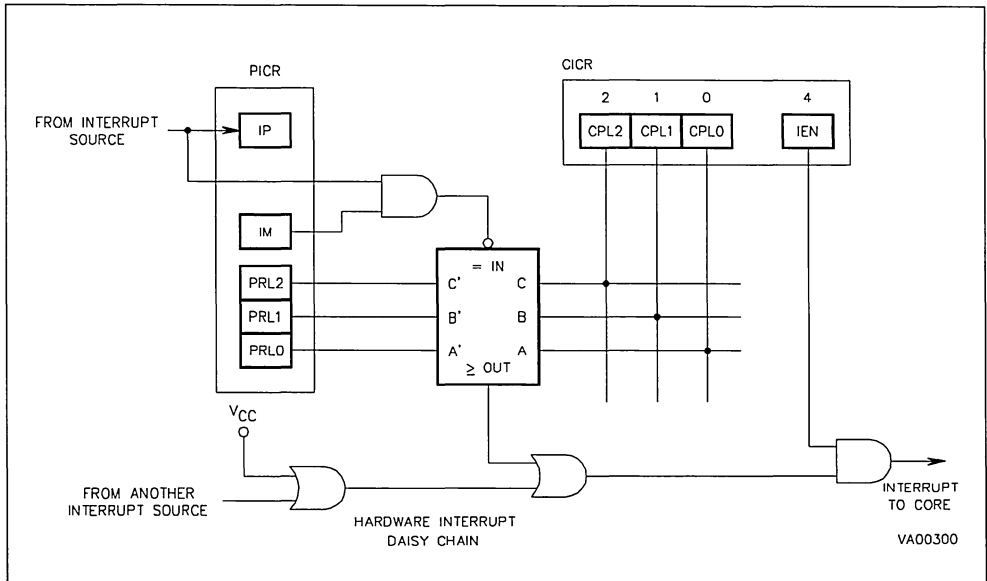 PICR
CICR
2 1 0 4
FROM INTERRUPT
SOURCE
IP
CPL2 CPL1 CPL0 IEN
IM
= IN
PRL2 C' C
PRL1 B' B
PRL0 A' A
≥ OUT
VCC
FROM ANOTHER
INTERRUPT SOURCE
HARDWARE INTERRUPT
DAISY CHAIN
INTERRUPT
TO CORE
VA00300